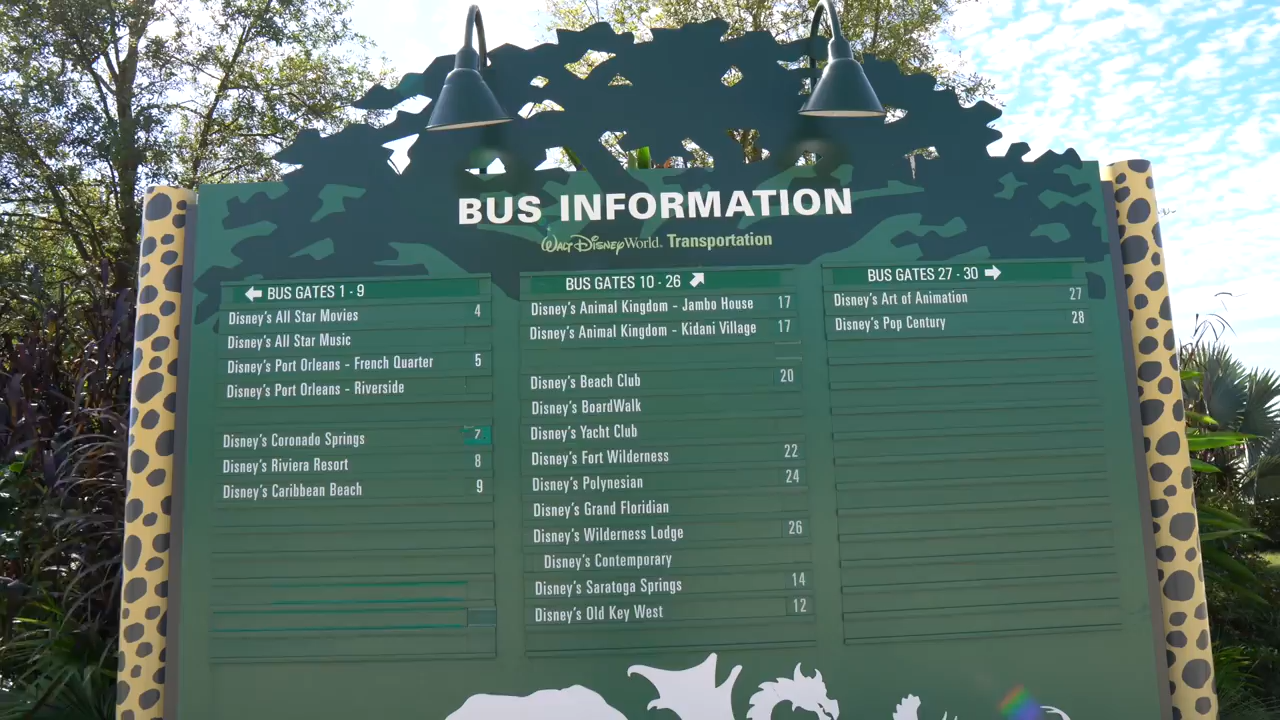 BUS INFORMATION
Walt Disney World. Transportation
BUS GATES 1 - 9
Disney's All Star Movies 4
Disney's All Star Music
Disney's Port Orleans - French Quarter 5
Disney's Port Orleans - Riverside
Disney's Coronado Springs 7
Disney's Riviera Resort 8
Disney's Caribbean Beach 9
BUS GATES 10 - 26
Disney's Animal Kingdom - Jambo House 17
Disney's Animal Kingdom - Kidani Village 17
Disney's Beach Club 20
Disney's BoardWalk
Disney's Yacht Club
Disney's Fort Wilderness 22
Disney's Polynesian 24
Disney's Grand Floridian
Disney's Wilderness Lodge 26
Disney's Contemporary
Disney's Saratoga Springs 14
Disney's Old Key West 12
BUS GATES 27 - 30
Disney's Art of Animation 27
Disney's Pop Century 28